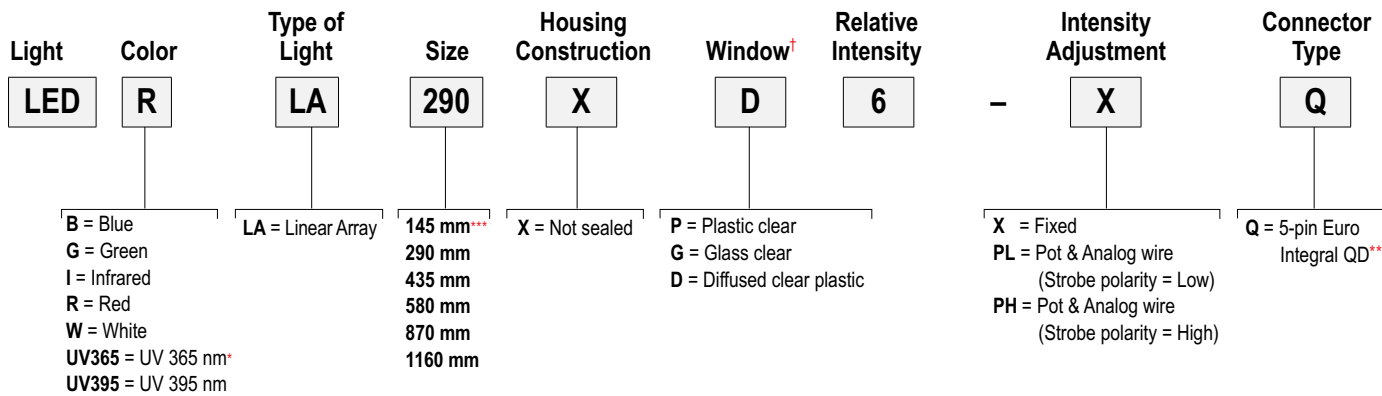 Light
Color
Type of
Light
Size
Housing
Construction
Window†
Relative
Intensity
Intensity
Adjustment
Connector
Type
LED R LA 290 X D 6 – X Q
B = Blue
G = Green
I = Infrared
R = Red
W = White
UV365 = UV 365 nm*
UV395 = UV 395 nm
LA = Linear Array
145 mm***
290 mm
435 mm
580 mm
870 mm
1160 mm
X = Not sealed
P = Plastic clear
G = Glass clear
D = Diffused clear plastic
X = Fixed
PL = Pot & Analog wire
(Strobe polarity = Low)
PH = Pot & Analog wire
(Strobe polarity = High)
Q = 5-pin Euro
Integral QD**